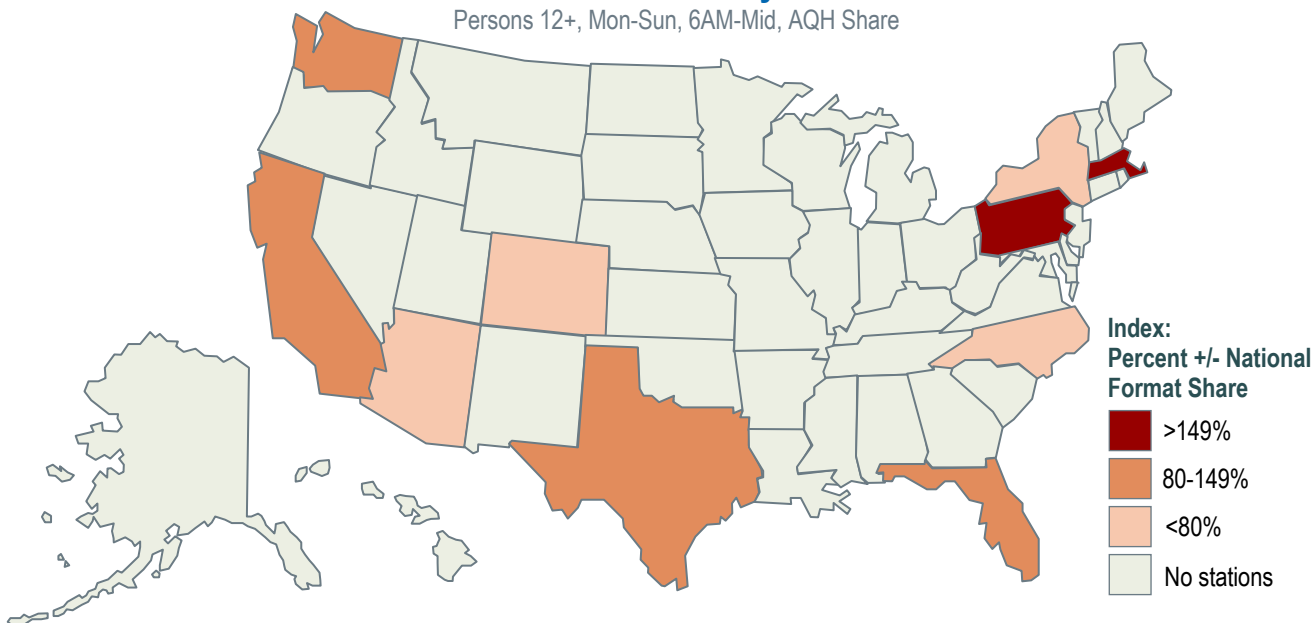 Persons 12+, Mon-Sun, 6AM-Mid, AQH Share
Index:
Percent +/- National
Format Share
>149%
80-149%
<80%
No stations